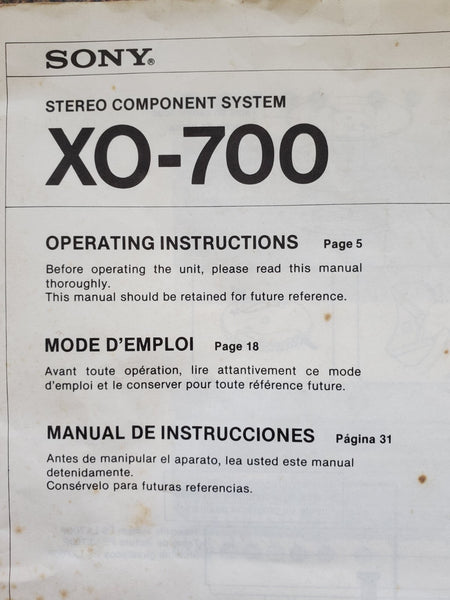 SONY®
STEREO COMPONENT SYSTEM
XO-700
OPERATING INSTRUCTIONS Page 5
Before operating the unit, please read this manual
thoroughly.
This manual should be retained for future reference.
MODE D'EMPLOI Page 18
Avant toute opération, lire attantivement ce mode
d'emploi et le conserver pour toute référence future.
MANUAL DE INSTRUCCIONES Página 31
Antes de manipular el aparato, lea usted este manual
detenidamente.
Consérvelo para futuras referencias.